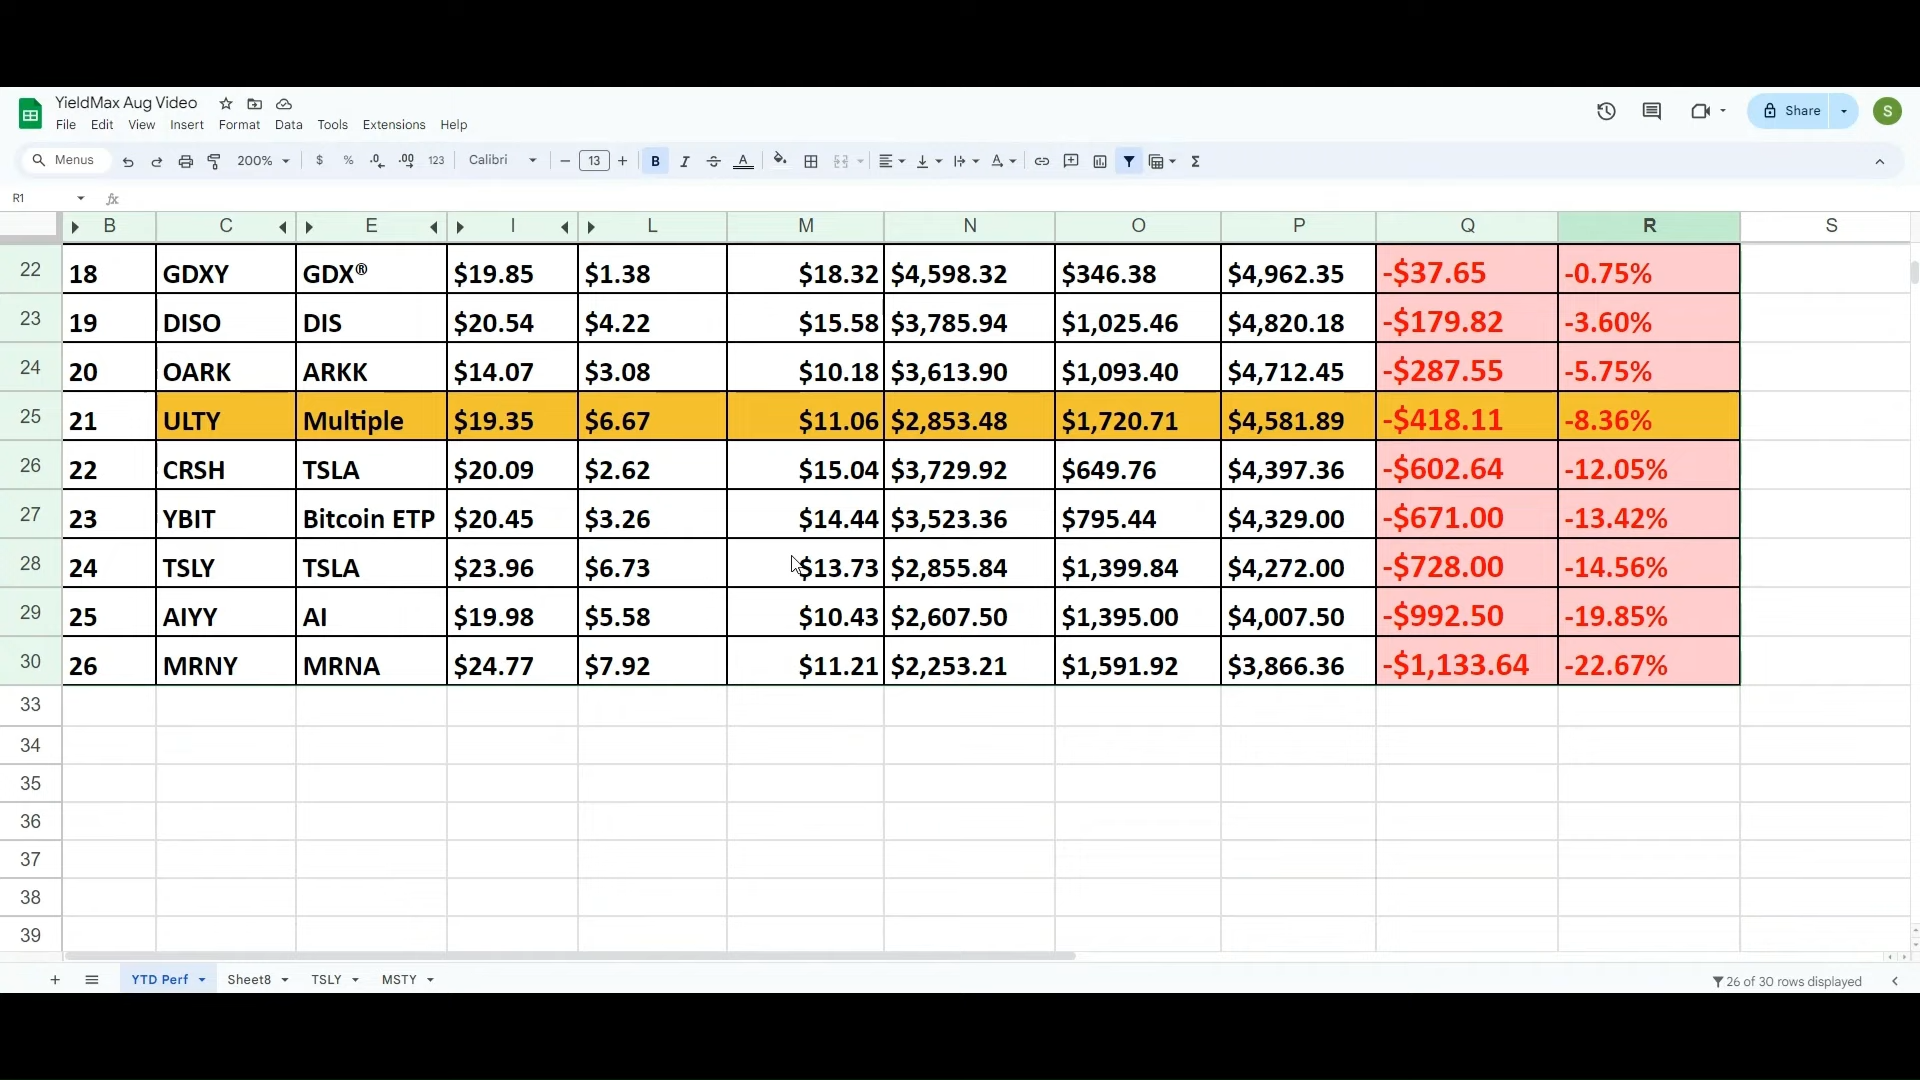 YieldMax Aug Video
File Edit View Insert Format Data Tools Extensions Help
Share
S
Menus 200% $ % .0 .00 123 Calibri 13 B I S A A Σ
R1 fx
B C E I L M N O P Q R S
22 18 GDXY GDX® $19.85 $1.38 $18.32 $4,598.32 $346.38 $4,962.35 -$37.65 -0.75%
23 19 DISO DIS $20.54 $4.22 $15.58 $3,785.94 $1,025.46 $4,820.18 -$179.82 -3.60%
24 20 OARK ARKK $14.07 $3.08 $10.18 $3,613.90 $1,093.40 $4,712.45 -$287.55 -5.75%
25 21 ULTY Multiple $19.35 $6.67 $11.06 $2,853.48 $1,720.71 $4,581.89 -$418.11 -8.36%
26 22 CRSH TSLA $20.09 $2.62 $15.04 $3,729.92 $649.76 $4,397.36 -$602.64 -12.05%
27 23 YBIT Bitcoin ETP $20.45 $3.26 $14.44 $3,523.36 $795.44 $4,329.00 -$671.00 -13.42%
28 24 TSLY TSLA $23.96 $6.73 $13.73 $2,855.84 $1,399.84 $4,272.00 -$728.00 -14.56%
29 25 AIYY AI $19.98 $5.58 $10.43 $2,607.50 $1,395.00 $4,007.50 -$992.50 -19.85%
30 26 MRNY MRNA $24.77 $7.92 $11.21 $2,253.21 $1,591.92 $3,866.36 -$1,133.64 -22.67%
33
34
35
36
37
38
39
YTD Perf Sheet8 TSLY MSTY
26 of 30 rows displayed